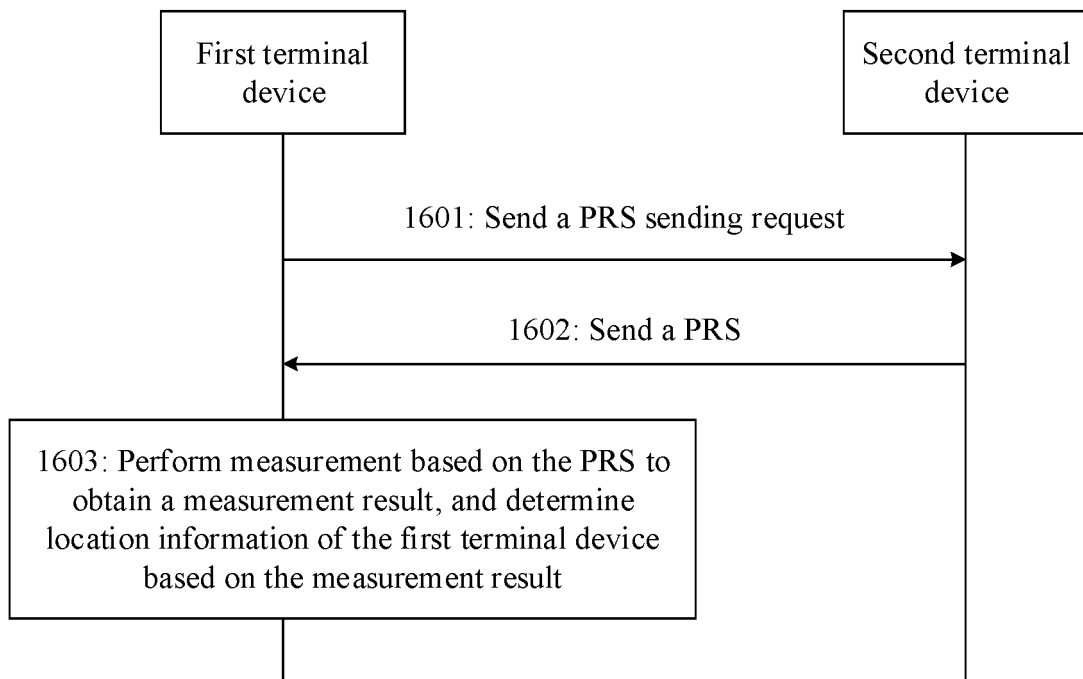 First terminal
device
Second terminal
device
1601: Send a PRS sending request
1602: Send a PRS
1603: Perform measurement based on the PRS to
obtain a measurement result, and determine
location information of the first terminal device
based on the measurement result